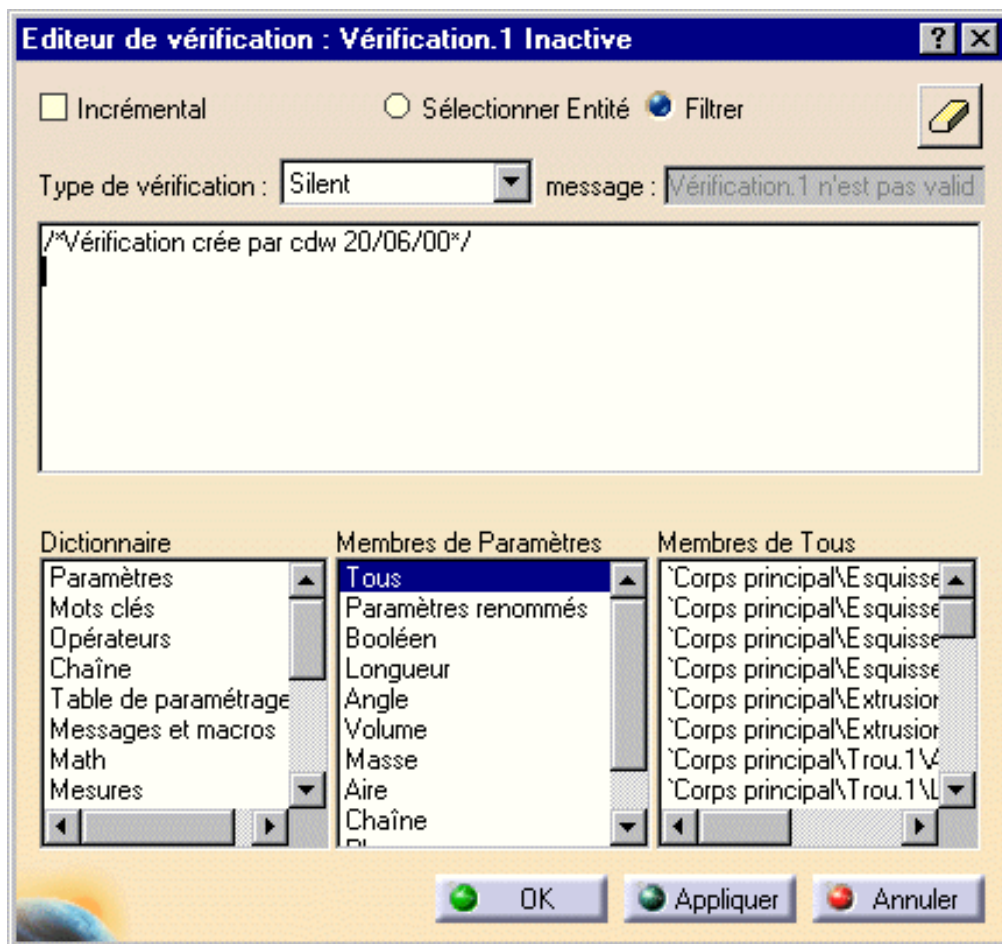 Editeur de vérification : Vérification.1 Inactive
Incrémental Sélectionner Entité Filtrer
Type de vérification : Silent message : Vérification.1 n'est pas valid
/*Vérification crée par cdw 20/06/00*/
Dictionnaire Membres de Paramètres Membres de Tous
Paramètres Tous `Corps principal\Esquisse
Mots clés Paramètres renommés `Corps principal\Esquisse
Opérateurs Booléen `Corps principal\Esquisse
Chaîne Longueur `Corps principal\Esquisse
Table de paramétrage Angle `Corps principal\Extrusion
Messages et macros Volume `Corps principal\Extrusion
Math Masse `Corps principal\Trou.1\
Mesures Aire `Corps principal\Trou.1\L
Chaîne
OK Appliquer Annuler